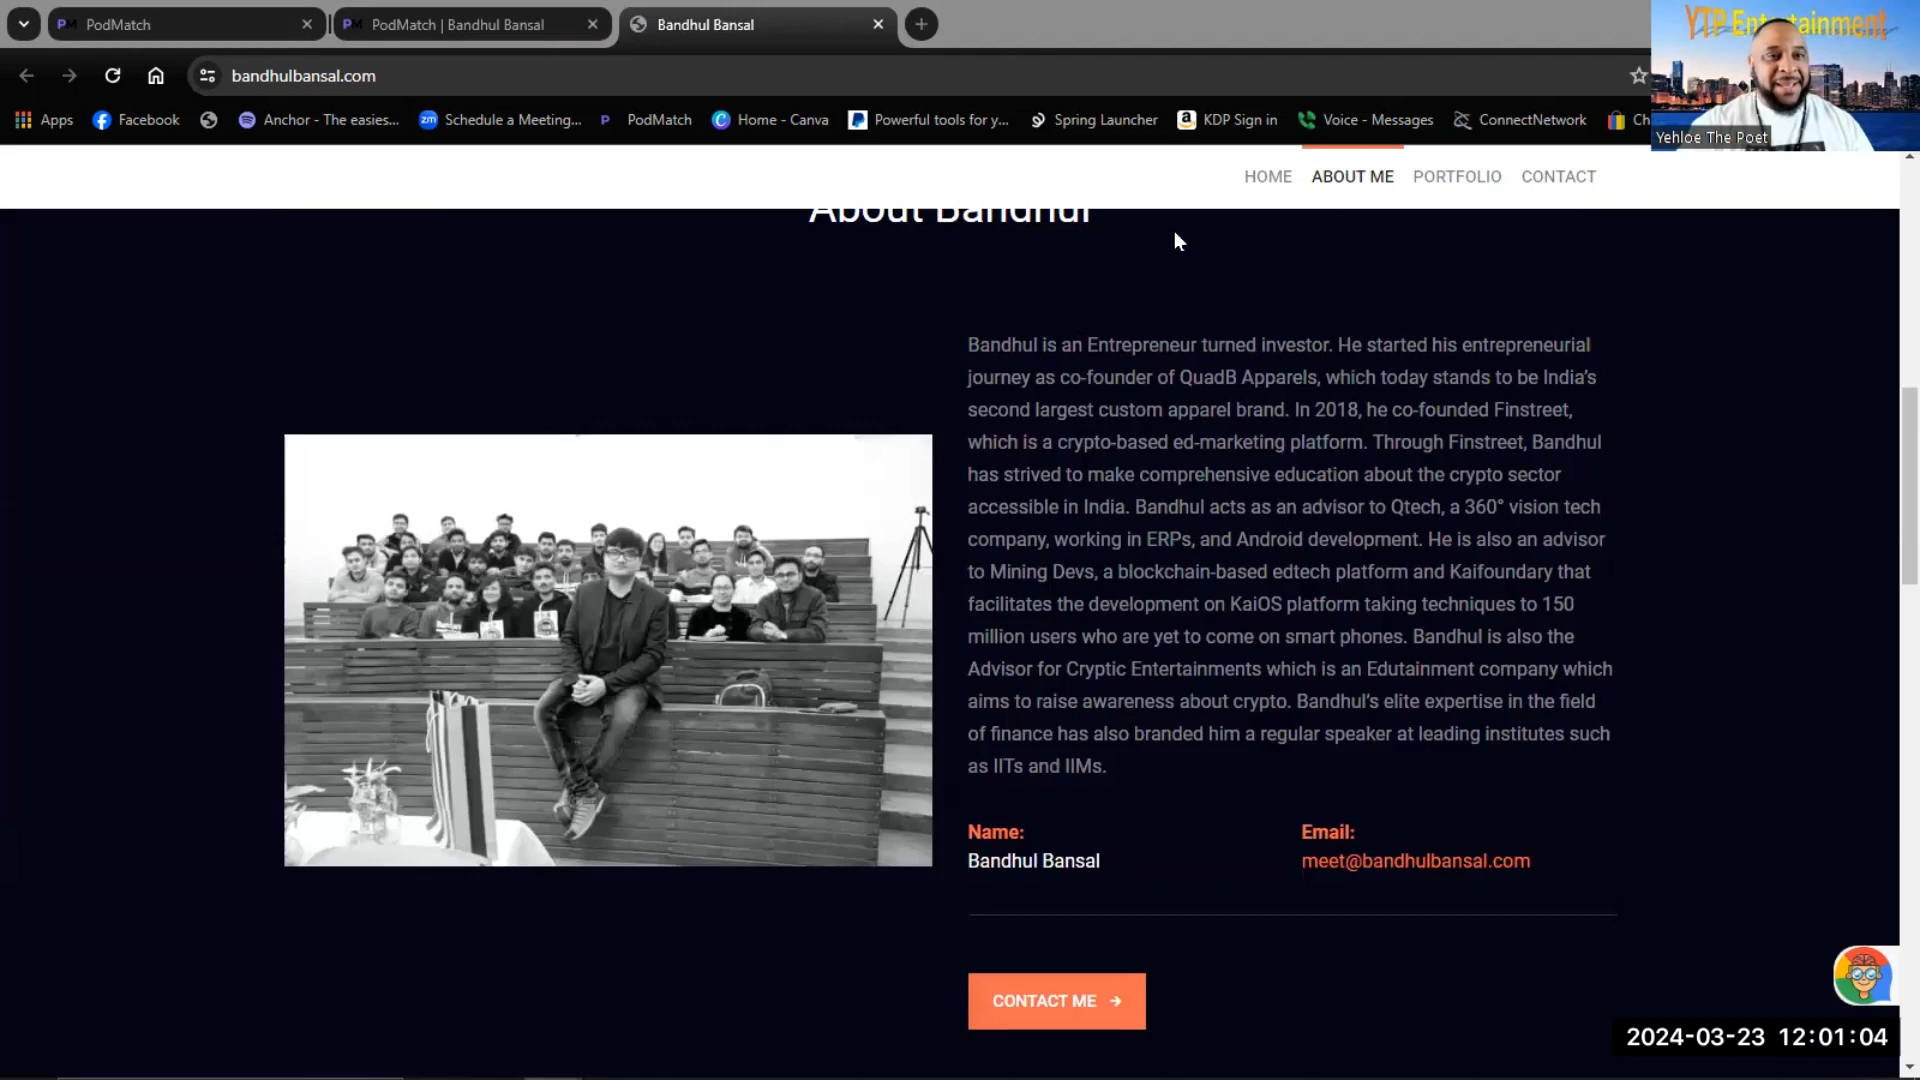 PodMatch
PodMatch | Bandhul Bansal
Bandhul Bansal
bandhulbansal.com
Apps
Facebook
Anchor - The easies...
Schedule a Meeting...
PodMatch
Home - Canva
Powerful tools for y...
Spring Launcher
KDP Sign in
Voice - Messages
ConnectNetwork
Ch
YTP Entertainment
Yehloe The Poet
HOME
ABOUT ME
PORTFOLIO
CONTACT
About Bandhul
Bandhul is an Entrepreneur turned investor. He started his entrepreneurial
journey as co-founder of QuadB Apparels, which today stands to be India’s
second largest custom apparel brand. In 2018, he co-founded Finstreet,
which is a crypto-based ed-marketing platform. Through Finstreet, Bandhul
has strived to make comprehensive education about the crypto sector
accessible in India. Bandhul acts as an advisor to Qtech, a 360° vision tech
company, working in ERPs, and Android development. He is also an advisor
to Mining Devs, a blockchain-based edtech platform and Kaifoundary that
facilitates the development on KaiOS platform taking techniques to 150
million users who are yet to come on smart phones. Bandhul is also the
Advisor for Cryptic Entertainments which is an Edutainment company which
aims to raise awareness about crypto. Bandhul’s elite expertise in the field
of finance has also branded him a regular speaker at leading institutes such
as IITs and IIMs.
Name:
Bandhul Bansal
Email:
meet@bandhulbansal.com
CONTACT ME
2024-03-23 12:01:04